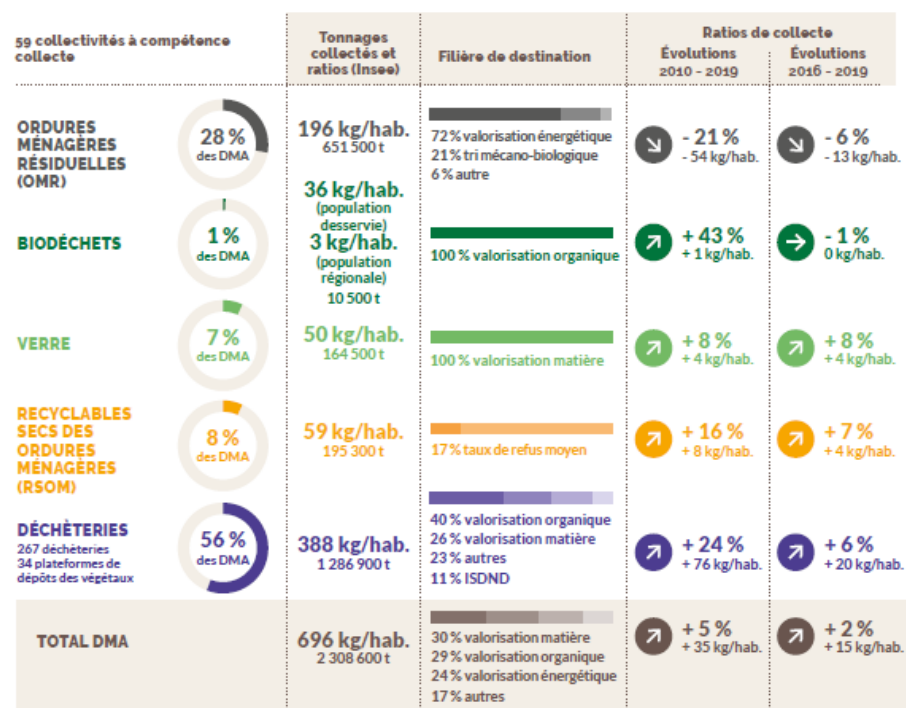 59 collectivités à compétence
collecte
Tonnages
collectés et
ratios (Insee)
Filière de destination
Ratios de collecte
Évolutions
2010 - 2019
Évolutions
2016 - 2019
ORDURES
MÉNAGÈRES
RÉSIDUELLES
(OMR)
28 %
des DMA
196 kg/hab.
651 500 t
72 % valorisation énergétique
21 % tri mécano-biologique
6 % autre
- 21 %
- 54 kg/hab.
- 6 %
- 13 kg/hab.
BIODÉCHETS
1 %
des DMA
36 kg/hab.
(population
desservie)
3 kg/hab.
(population
régionale)
10 500 t
100 % valorisation organique
+ 43 %
+ 1 kg/hab.
- 1 %
0 kg/hab.
VERRE
7 %
des DMA
50 kg/hab.
164 500 t
100 % valorisation matière
+ 8 %
+ 4 kg/hab.
+ 8 %
+ 4 kg/hab.
RECYCLABLES
SECS DES
ORDURES
MÉNAGÈRES
(RSOM)
8 %
des DMA
59 kg/hab.
195 300 t
17 % taux de refus moyen
+ 16 %
+ 8 kg/hab.
+ 7 %
+ 4 kg/hab.
DÉCHÈTERIES
267 déchèteries
34 plateformes de
dépôts des végétaux
56 %
des DMA
388 kg/hab.
1 286 900 t
40 % valorisation organique
26 % valorisation matière
23 % autres
11 % ISDND
+ 24 %
+ 76 kg/hab.
+ 6 %
+ 20 kg/hab.
TOTAL DMA
696 kg/hab.
2 308 600 t
30 % valorisation matière
29 % valorisation organique
24 % valorisation énergétique
17 % autres
+ 5 %
+ 35 kg/hab.
+ 2 %
+ 15 kg/hab.